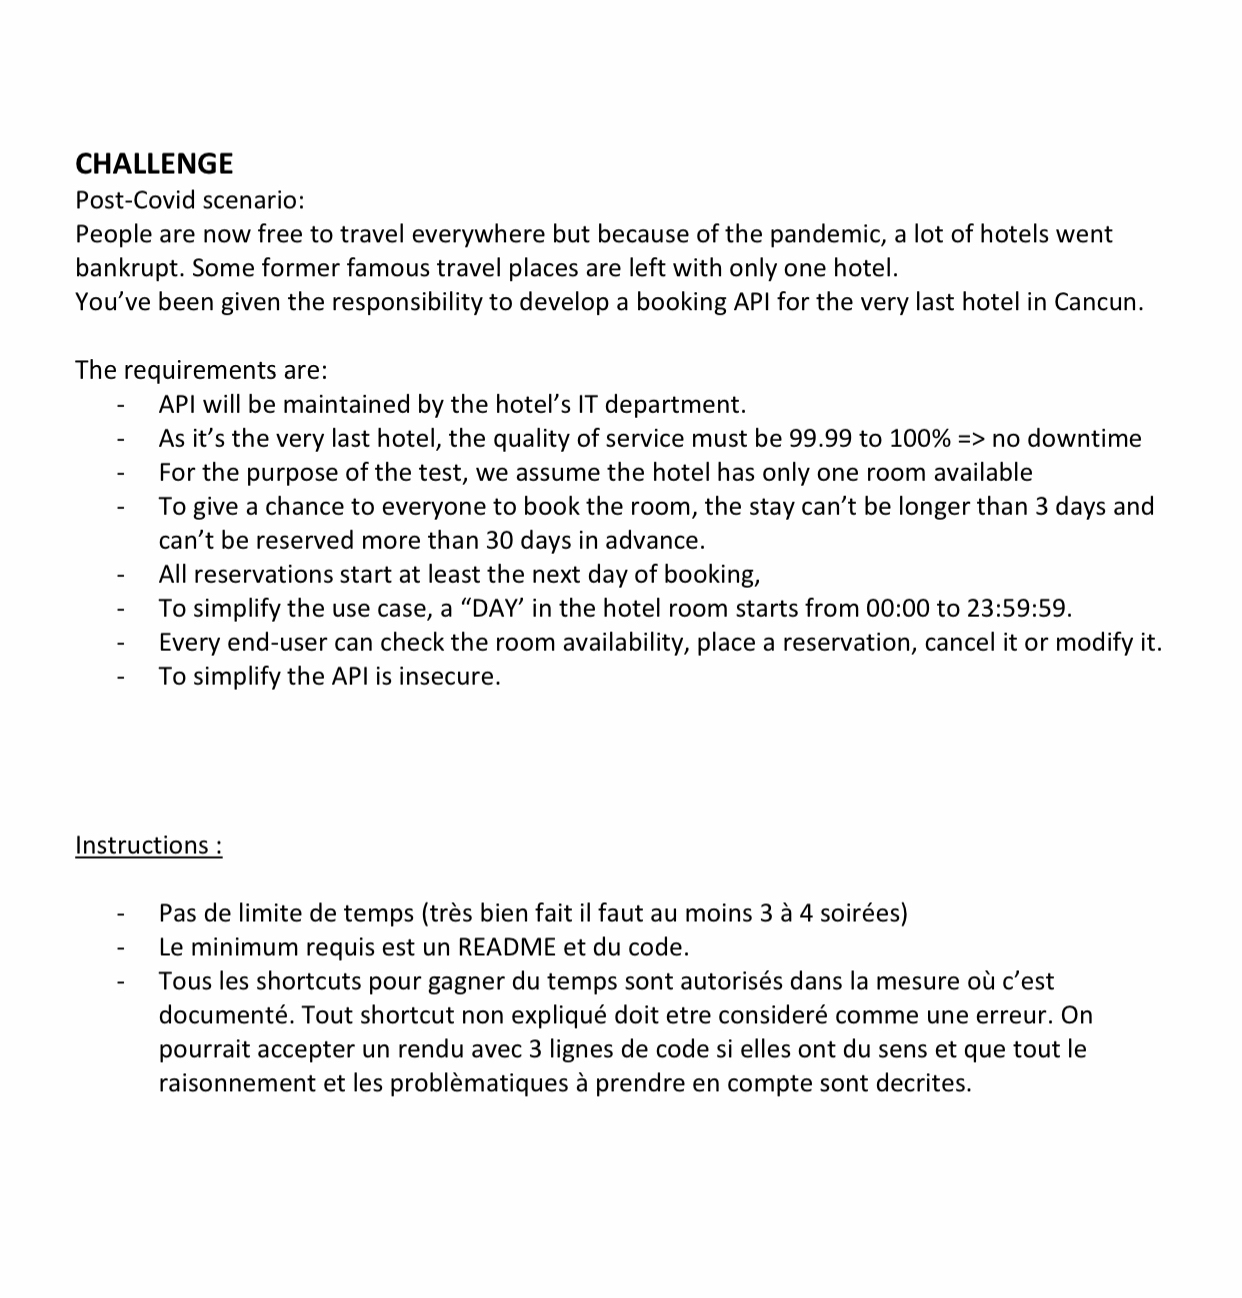 CHALLENGE
Post-Covid scenario:
People are now free to travel everywhere but because of the pandemic, a lot of hotels went
bankrupt. Some former famous travel places are left with only one hotel.
You’ve been given the responsibility to develop a booking API for the very last hotel in Cancun.
The requirements are:
- API will be maintained by the hotel’s IT department.
- As it’s the very last hotel, the quality of service must be 99.99 to 100% => no downtime
- For the purpose of the test, we assume the hotel has only one room available
- To give a chance to everyone to book the room, the stay can’t be longer than 3 days and
can’t be reserved more than 30 days in advance.
- All reservations start at least the next day of booking,
- To simplify the use case, a “DAY’ in the hotel room starts from 00:00 to 23:59:59.
- Every end-user can check the room availability, place a reservation, cancel it or modify it.
- To simplify the API is insecure.
Instructions :
- Pas de limite de temps (très bien fait il faut au moins 3 à 4 soirées)
- Le minimum requis est un README et du code.
- Tous les shortcuts pour gagner du temps sont autorisés dans la mesure où c’est
documenté. Tout shortcut non expliqué doit etre consideré comme une erreur. On
pourrait accepter un rendu avec 3 lignes de code si elles ont du sens et que tout le
raisonnement et les problèmatiques à prendre en compte sont decrites.